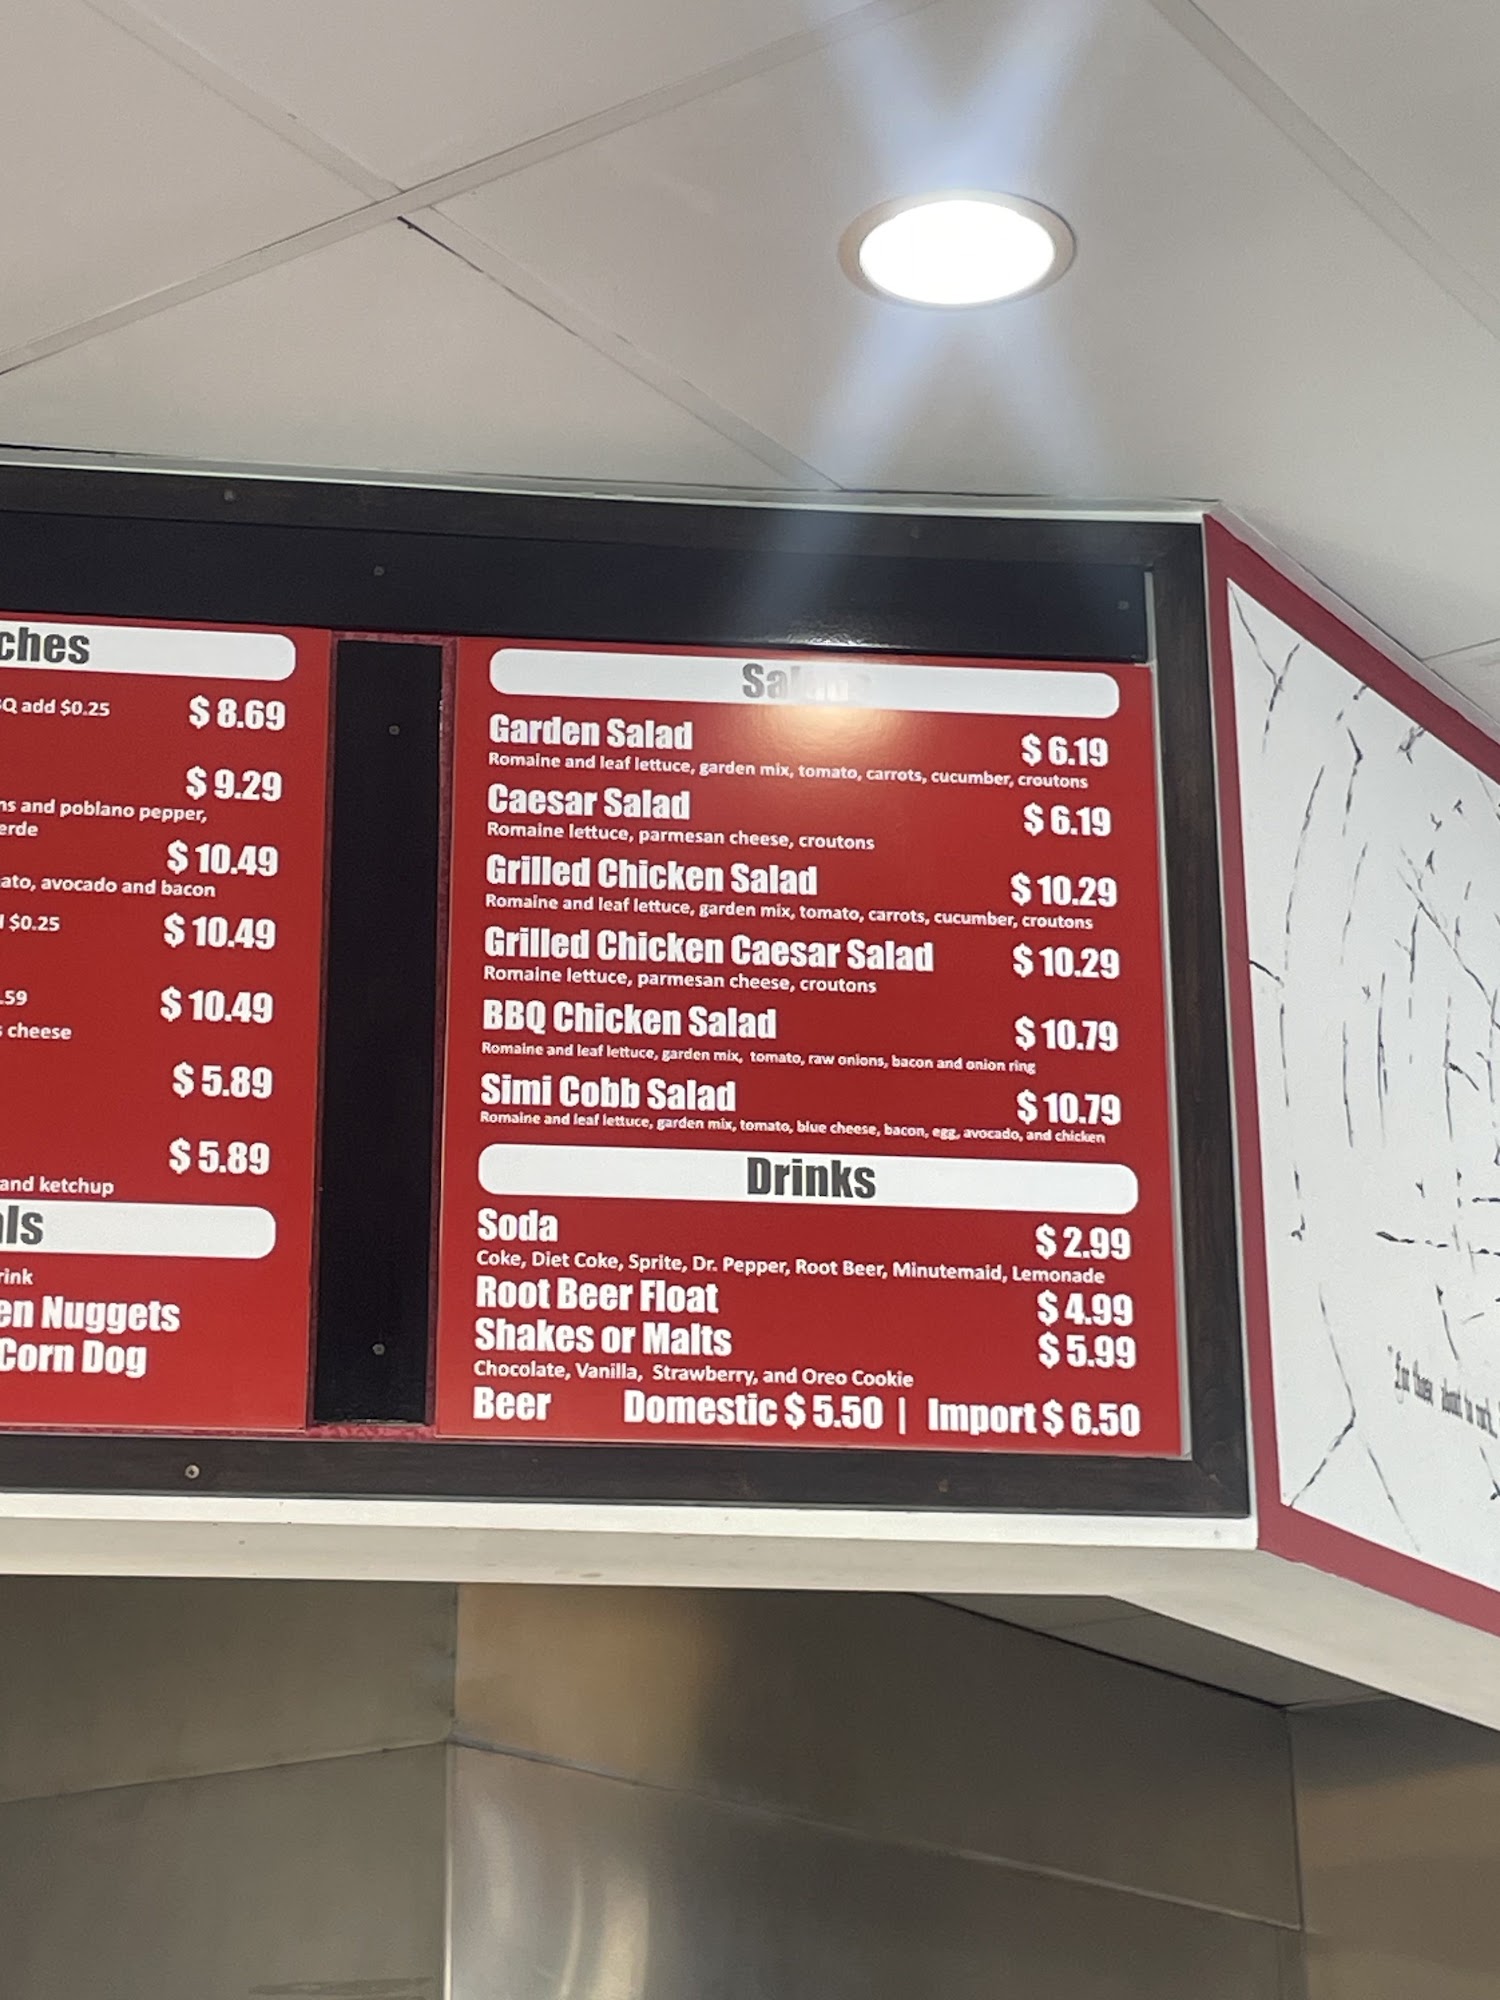 ches
Q add $0.25 $ 8.69
$ 9.29
ns and poblano pepper,
erde
$ 10.49
ato, avocado and bacon
$0.25 $ 10.49
.59 $ 10.49
cheese
$ 5.89
$ 5.89
and ketchup
als
rink
en Nuggets
Corn Dog
Salads
Garden Salad $ 6.19
Romaine and leaf lettuce, garden mix, tomato, carrots, cucumber, croutons
Caesar Salad $ 6.19
Romaine lettuce, parmesan cheese, croutons
Grilled Chicken Salad $ 10.29
Romaine and leaf lettuce, garden mix, tomato, carrots, cucumber, croutons
Grilled Chicken Caesar Salad $ 10.29
Romaine lettuce, parmesan cheese, croutons
BBQ Chicken Salad $ 10.79
Romaine and leaf lettuce, garden mix, tomato, raw onions, bacon and onion ring
Simi Cobb Salad $ 10.79
Romaine and leaf lettuce, garden mix, tomato, blue cheese, bacon, egg, avocado, and chicken
Drinks
Soda $ 2.99
Coke, Diet Coke, Sprite, Dr. Pepper, Root Beer, Minutemaid, Lemonade
Root Beer Float $ 4.99
Shakes or Malts $ 5.99
Chocolate, Vanilla, Strawberry, and Oreo Cookie
Beer Domestic $ 5.50 | Import $ 6.50
"for those about to rock.